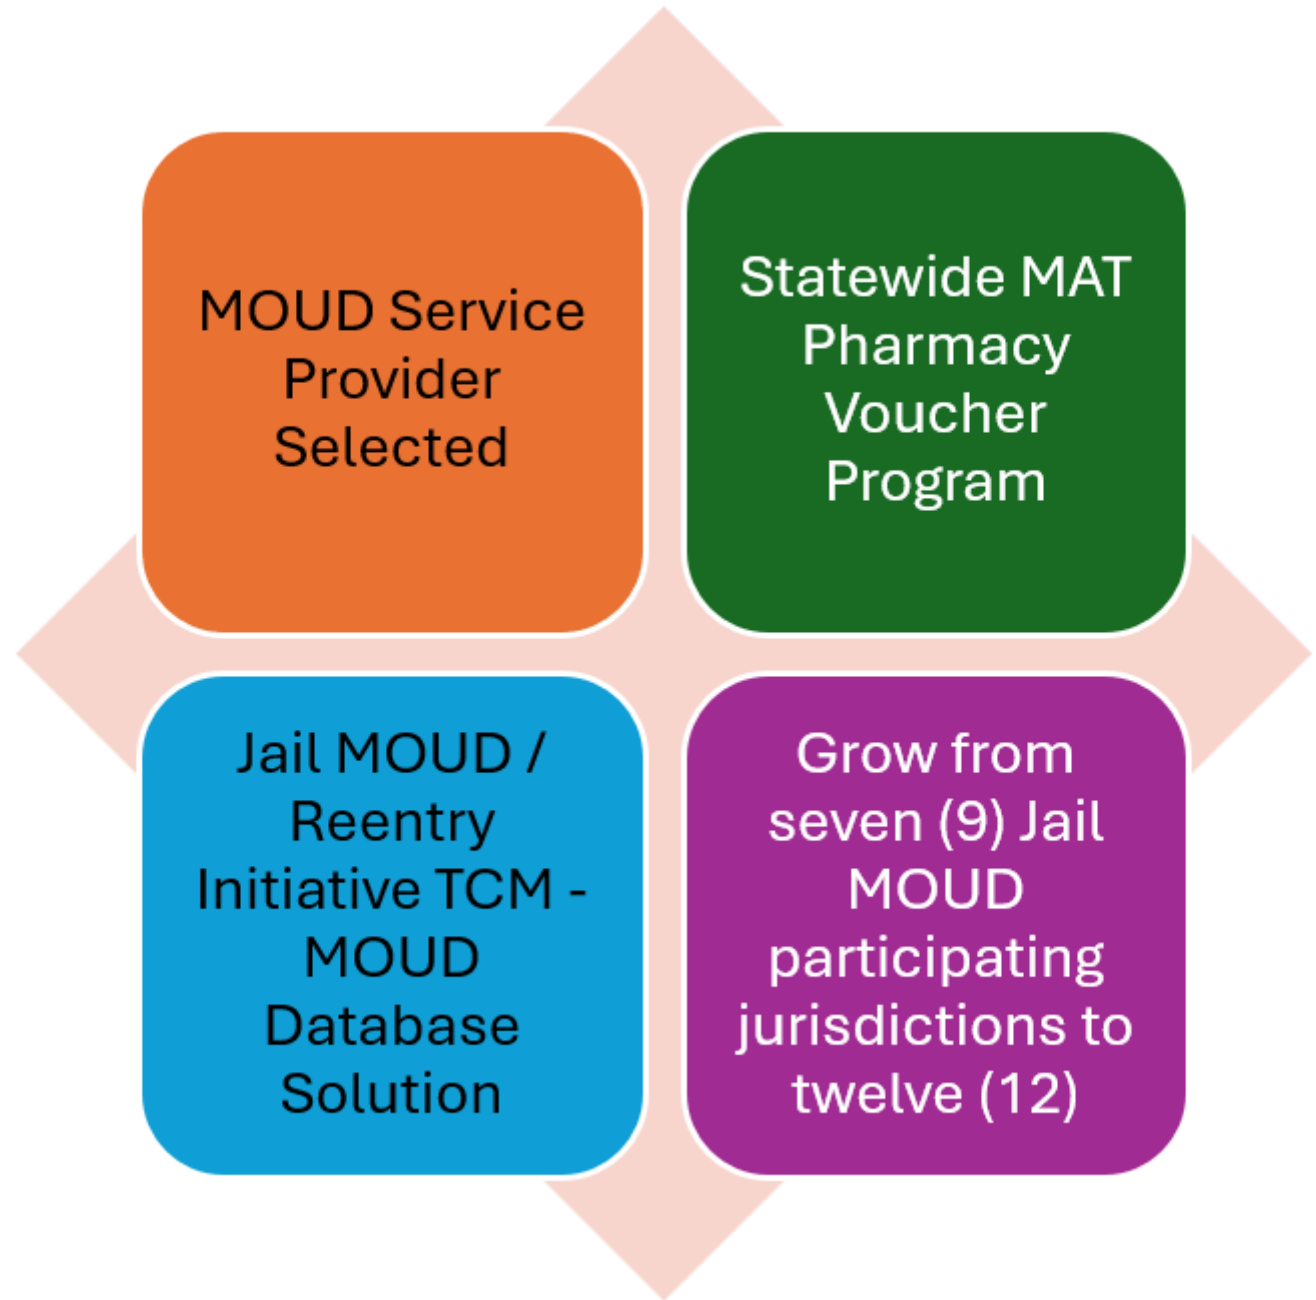 MOUD Service
Provider
Selected
Statewide MAT
Pharmacy
Voucher
Program
Jail MOUD /
Reentry
Initiative TCM -
MOUD
Database
Solution
Grow from
seven (9) Jail
MOUD
participating
jurisdictions to
twelve (12)